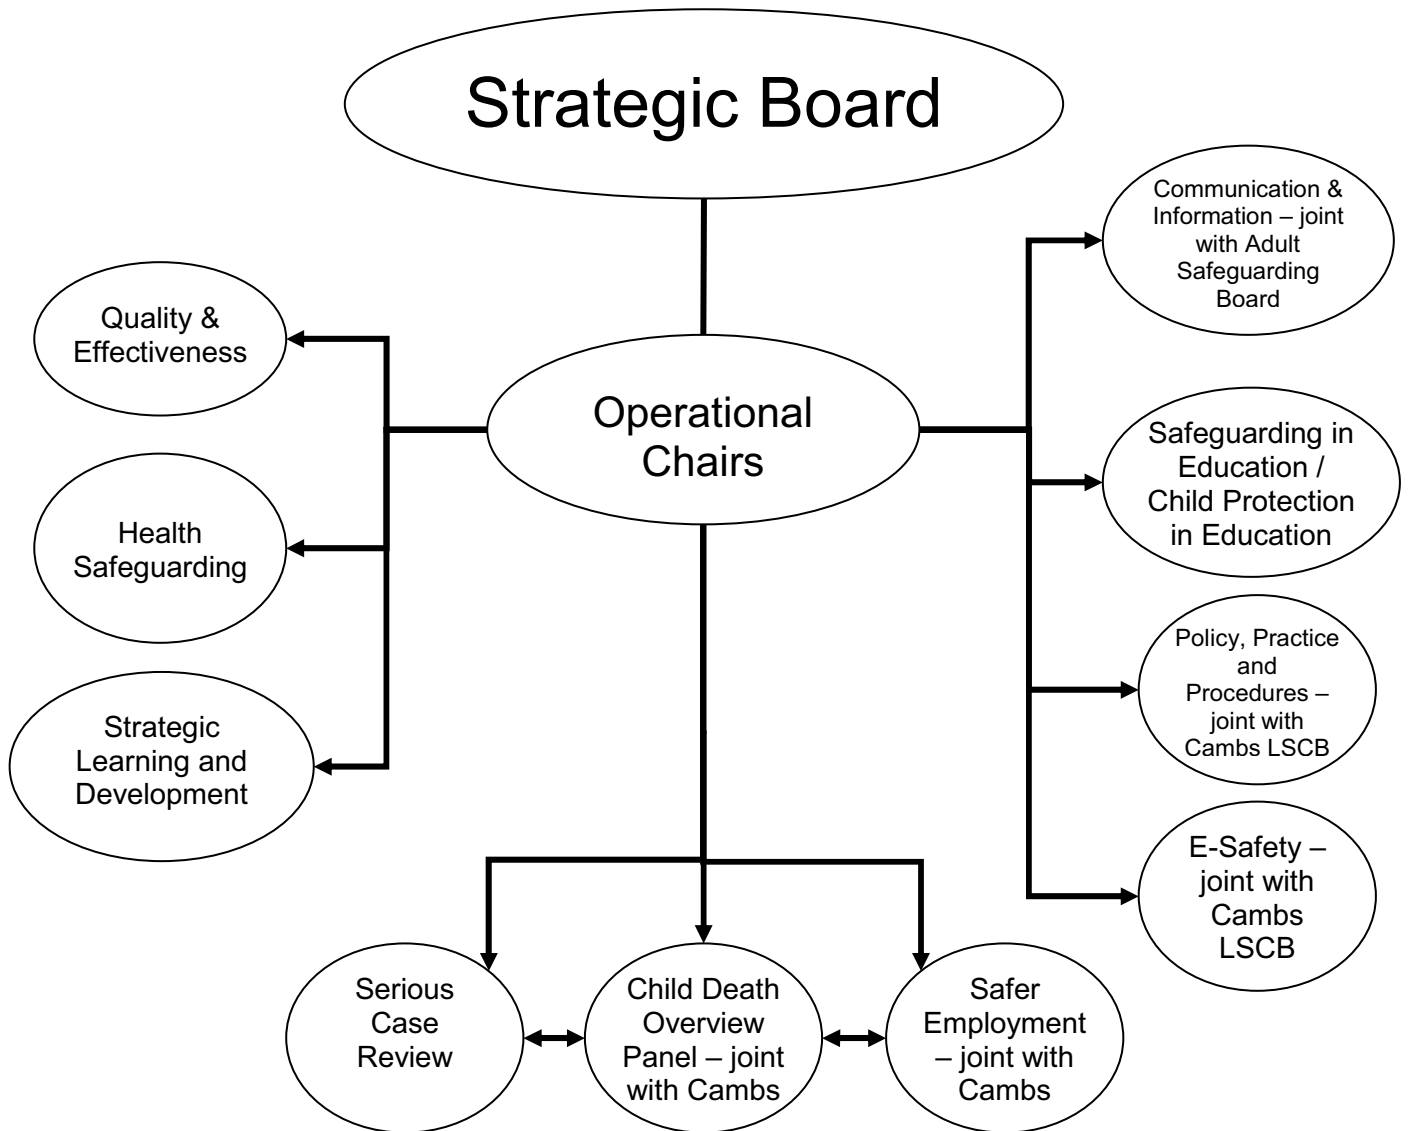 Strategic Board
Communication &
Information – joint
with Adult
Safeguarding
Board
Quality &
Effectiveness
Operational
Chairs
Safeguarding in
Education /
Child Protection
in Education
Health
Safeguarding
Policy, Practice
and
Procedures –
joint with
Cambs LSCB
Strategic
Learning and
Development
E-Safety –
joint with
Cambs
LSCB
Serious
Case
Review
Child Death
Overview
Panel – joint
with Cambs
Safer
Employment
– joint with
Cambs